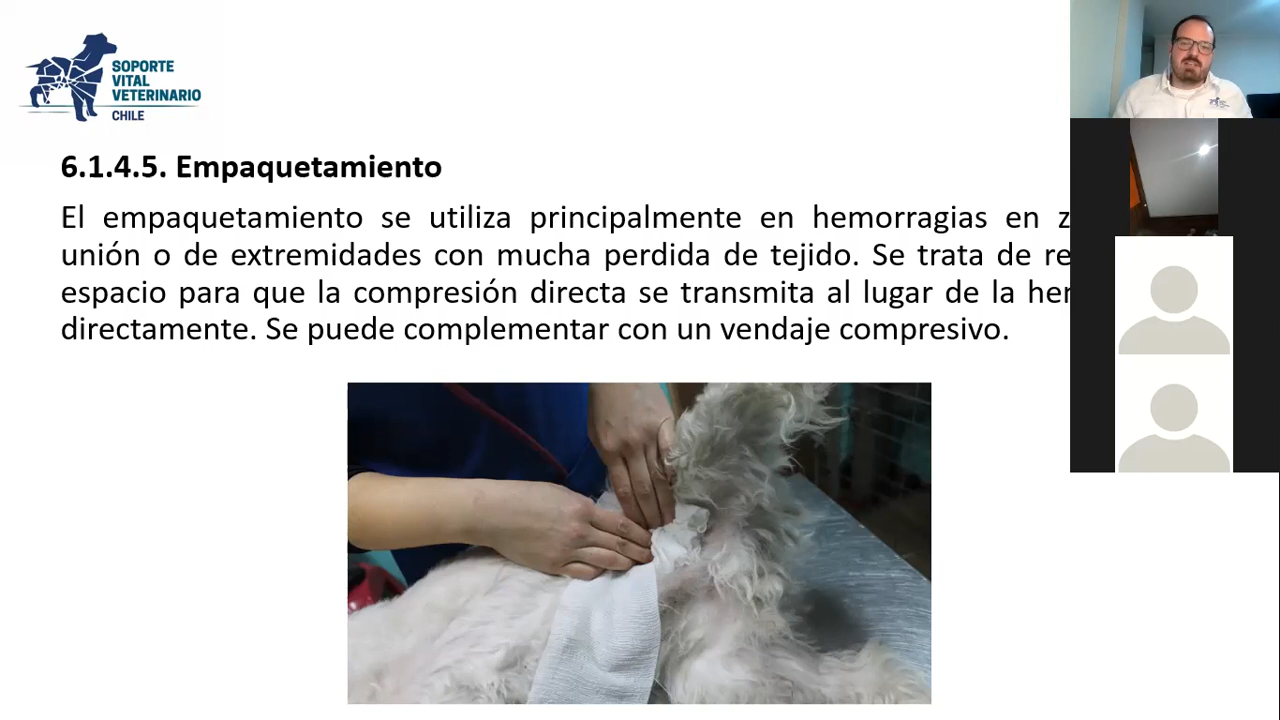 SOPORTE
VITAL
VETERINARIO
CHILE
6.1.4.5. Empaquetamiento
El empaquetamiento se utiliza principalmente en hemorragias en
unión o de extremidades con mucha perdida de tejido. Se trata de
espacio para que la compresión directa se transmita al lugar de la
directamente. Se puede complementar con un vendaje compresivo.